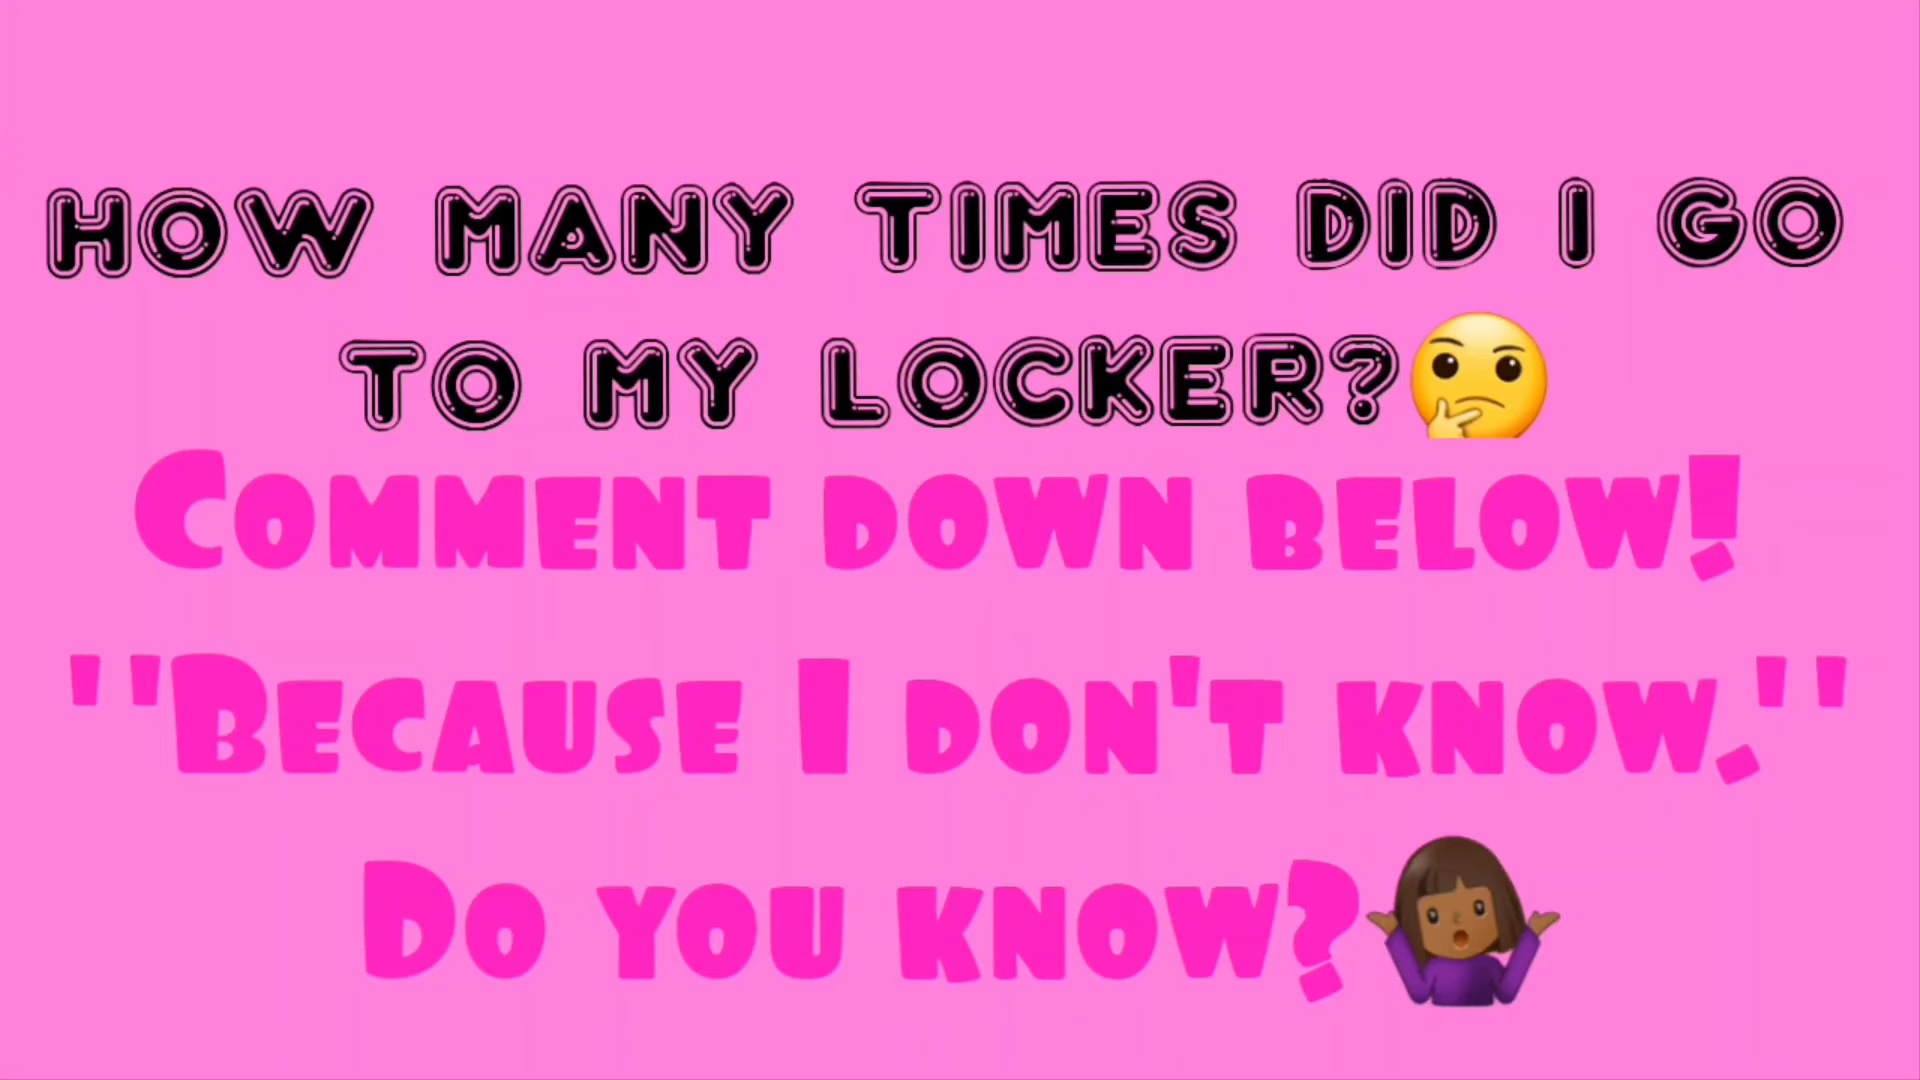 HOW MANY TIMES DID I GO
TO MY LOCKER?🤔
COMMENT DOWN BELOW!
''BECAUSE I DON'T KNOW.''
DO YOU KNOW?🤷🏾‍♀️